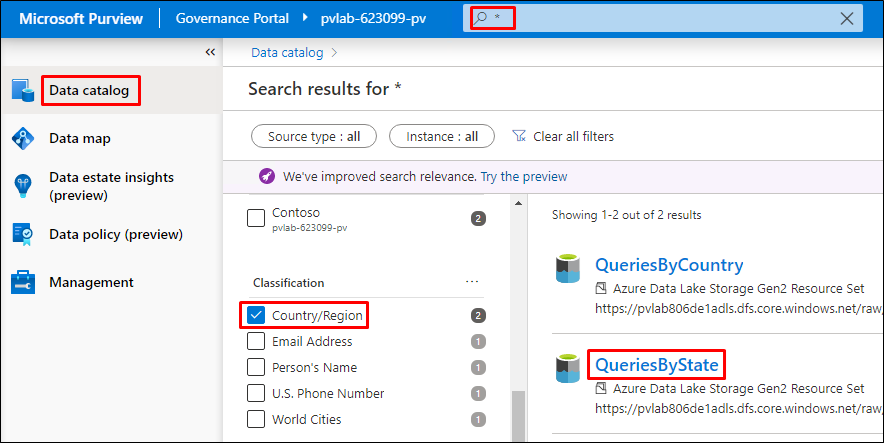 Microsoft Purview | Governance Portal > pvlab-623099-pv
*
Data catalog
Data map
Data estate insights
(preview)
Data policy (preview)
Management
Data catalog >
Search results for *
Source type : all
Instance : all
Clear all filters
We've improved search relevance. Try the preview
Contoso
pvlab-623099-pv
2
Classification
...
Country/Region 2
Email Address 1
Person's Name 1
U.S. Phone Number 1
World Cities 1
Showing 1-2 out of 2 results
QueriesByCountry
Azure Data Lake Storage Gen2 Resource Set
https://pvlab806de1adls.dfs.core.windows.net/raw
QueriesByState
Azure Data Lake Storage Gen2 Resource Set
https://pvlab806de1adls.dfs.core.windows.net/raw